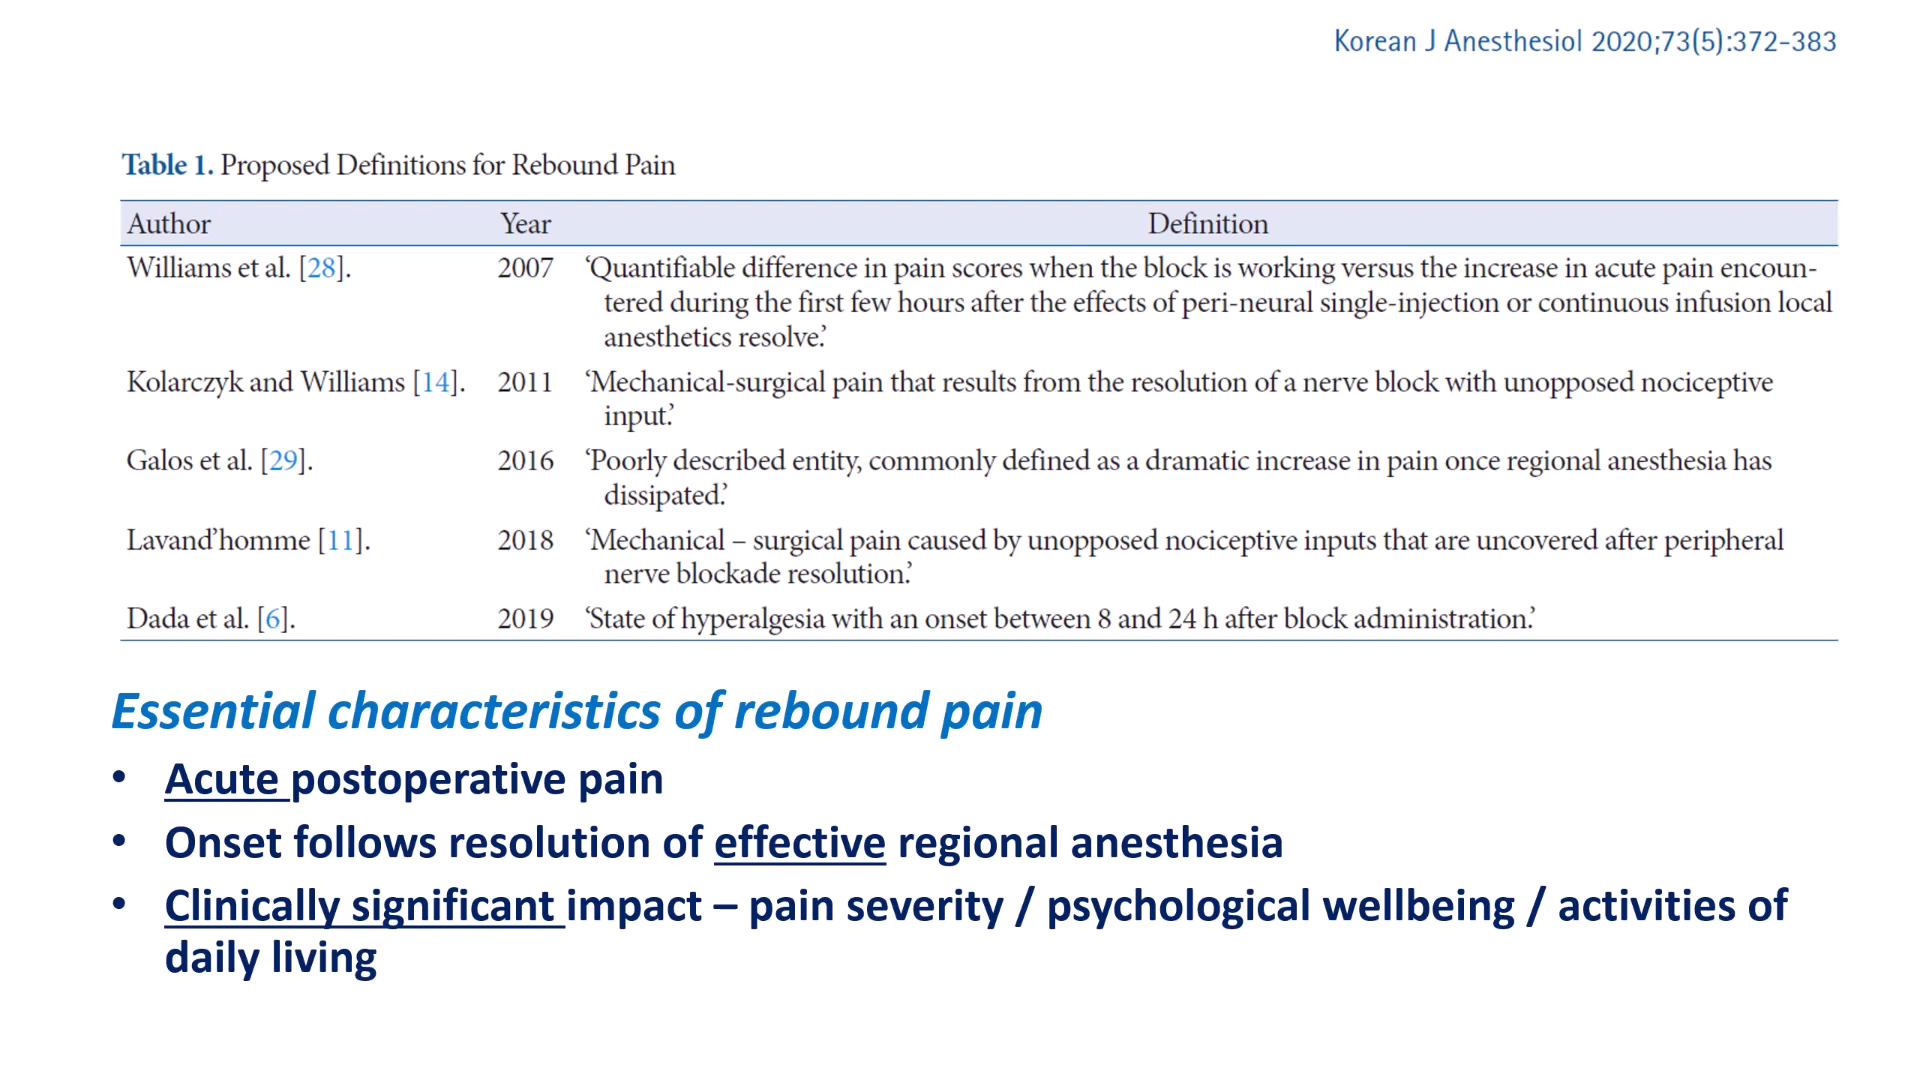 Korean J Anesthesiol 2020;73(5):372-383
Table 1. Proposed Definitions for Rebound Pain
Author Year Definition
Williams et al. [28]. 2007 ‘Quantifiable difference in pain scores when the block is working versus the increase in acute pain encoun-
tered during the first few hours after the effects of peri-neural single-injection or continuous infusion local
anesthetics resolve.’
Kolarczyk and Williams [14]. 2011 ‘Mechanical-surgical pain that results from the resolution of a nerve block with unopposed nociceptive
input.’
Galos et al. [29]. 2016 ‘Poorly described entity, commonly defined as a dramatic increase in pain once regional anesthesia has
dissipated.’
Lavand’homme [11]. 2018 ‘Mechanical – surgical pain caused by unopposed nociceptive inputs that are uncovered after peripheral
nerve blockade resolution.’
Dada et al. [6]. 2019 ‘State of hyperalgesia with an onset between 8 and 24 h after block administration.’
Essential characteristics of rebound pain
• Acute postoperative pain
• Onset follows resolution of effective regional anesthesia
• Clinically significant impact – pain severity / psychological wellbeing / activities of
daily living